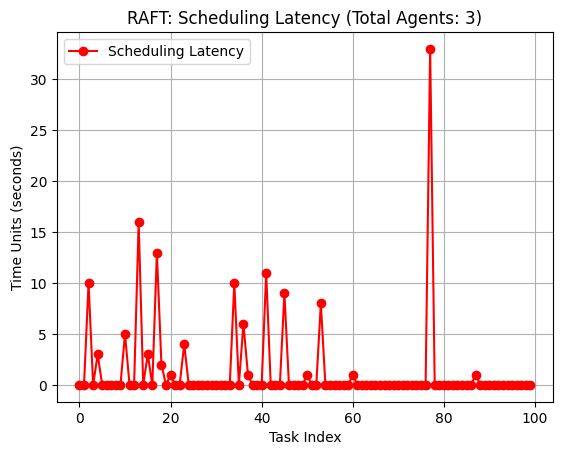 RAFT: Scheduling Latency (Total Agents: 3)
Scheduling Latency
Time Units (seconds)
30
25
20
15
10
5
0
0 20 40 60 80 100
Task Index